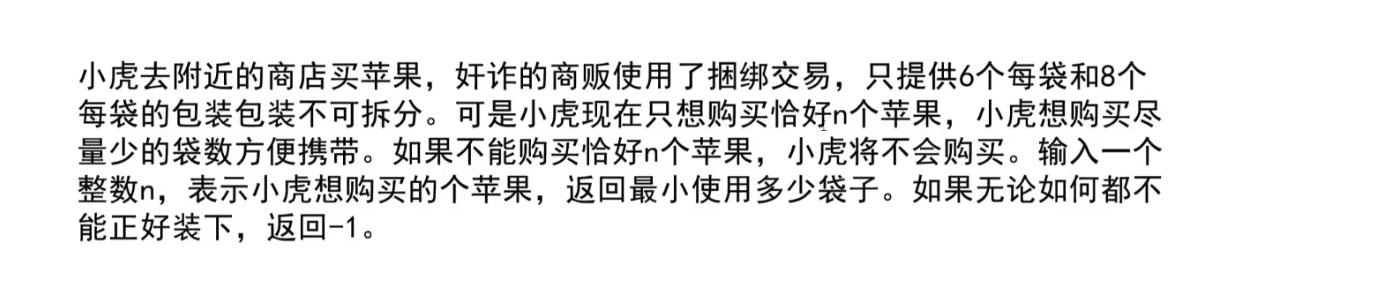 小虎去附近的商店买苹果，奸诈的商贩使用了捆绑交易，只提供6个每袋和8个
每袋的包装包装不可拆分。可是小虎现在只想购买恰好n个苹果，小虎想购买尽
量少的袋数方便携带。如果不能购买恰好n个苹果，小虎将不会购买。输入一个
整数n，表示小虎想购买的个苹果，返回最小使用多少袋子。如果无论如何都不
能正好装下，返回-1。